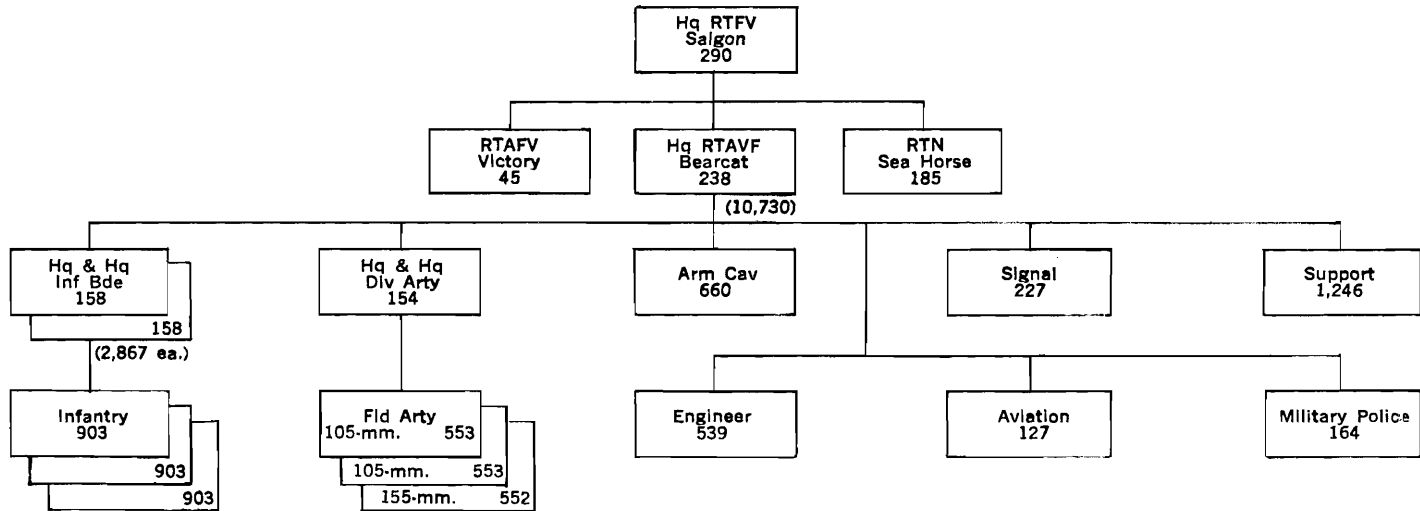 Hq RTFV
Saigon
290
RTAFV
Victory
45
Hq RTAVF
Bearcat
238
RTN
Sea Horse
185
(10,730)
Hq & Hq
Inf Bde
158
158
(2,867 ea.)
Hq & Hq
Div Arty
154
Arm Cav
660
Signal
227
Support
1,246
Infantry
903
903
903
Fld Arty
105-mm. 553
105-mm. 553
155-mm. 552
Engineer
539
Aviation
127
Military Police
164